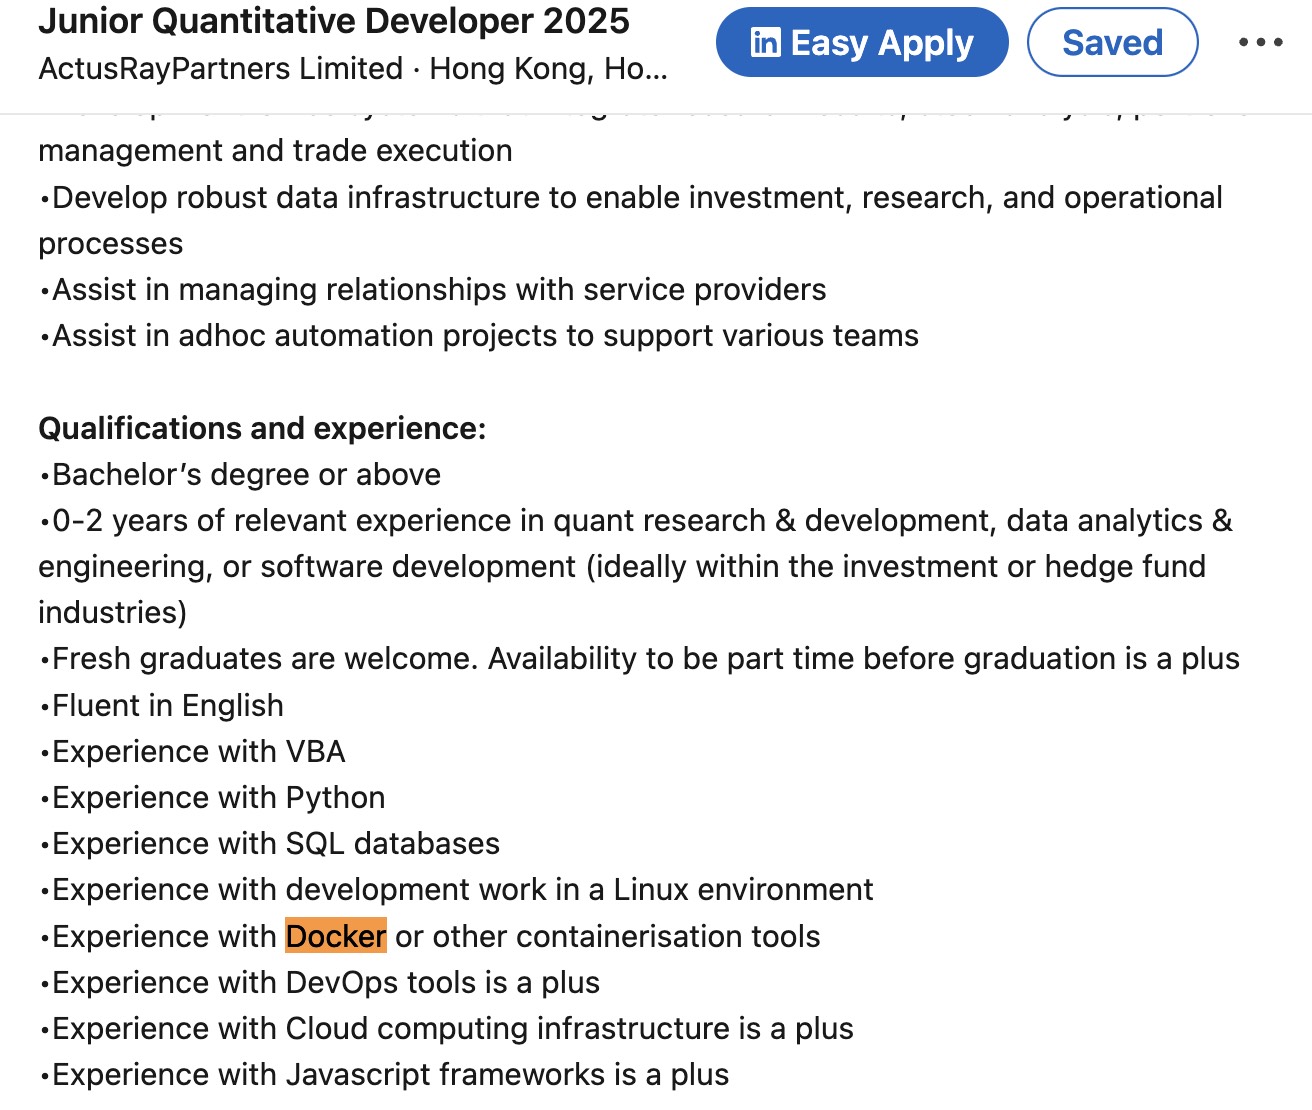 Junior Quantitative Developer 2025
ActusRayPartners Limited · Hong Kong, Ho...
in Easy Apply
Saved
management and trade execution
•Develop robust data infrastructure to enable investment, research, and operational
processes
•Assist in managing relationships with service providers
•Assist in adhoc automation projects to support various teams
Qualifications and experience:
•Bachelor’s degree or above
•0-2 years of relevant experience in quant research & development, data analytics &
engineering, or software development (ideally within the investment or hedge fund
industries)
•Fresh graduates are welcome. Availability to be part time before graduation is a plus
•Fluent in English
•Experience with VBA
•Experience with Python
•Experience with SQL databases
•Experience with development work in a Linux environment
•Experience with Docker or other containerisation tools
•Experience with DevOps tools is a plus
•Experience with Cloud computing infrastructure is a plus
•Experience with Javascript frameworks is a plus